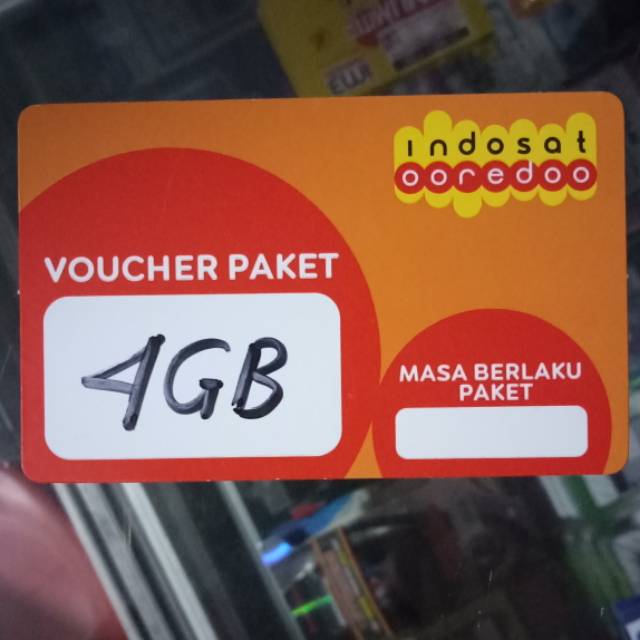 indosat
ooredoo
VOUCHER PAKET
4GB
MASA BERLAKU
PAKET